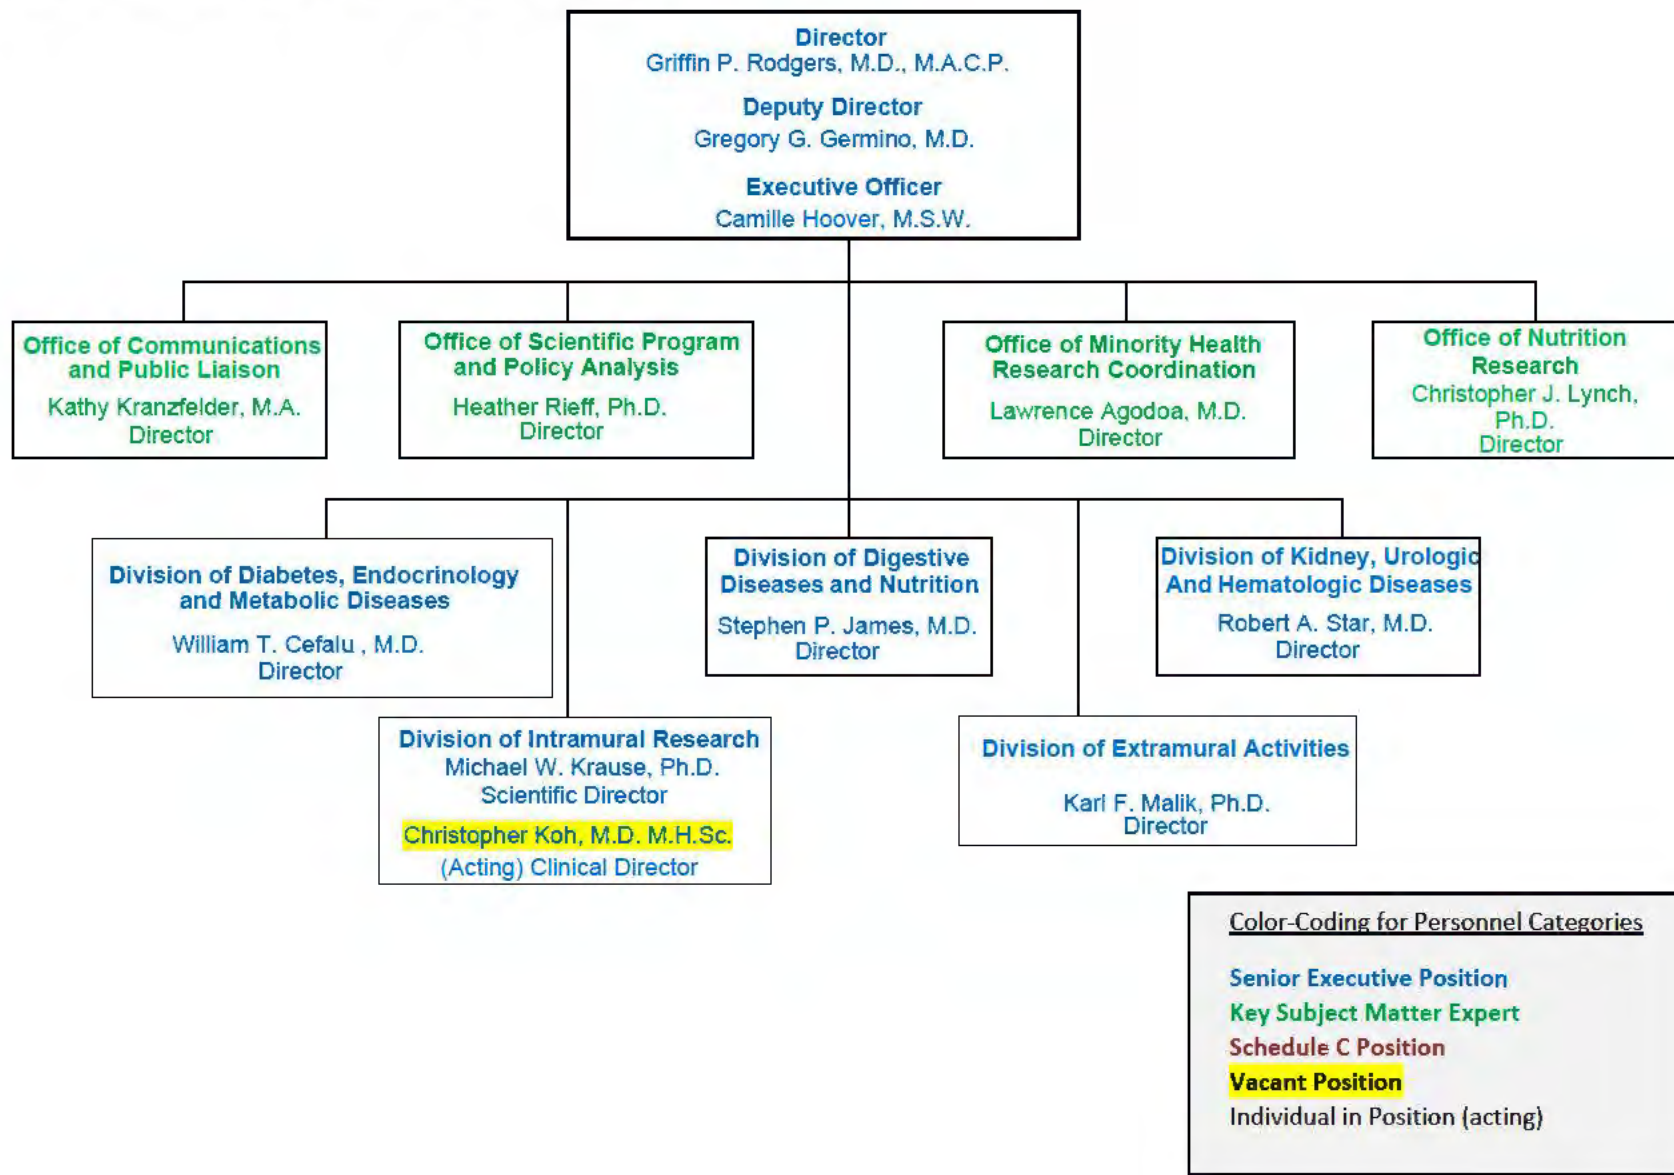 Director
Griffin P. Rodgers, M.D., M.A.C.P.
Deputy Director
Gregory G. Germino, M.D.
Executive Officer
Camille Hoover, M.S.W.
Office of Communications
and Public Liaison
Kathy Kranzfelder, M.A.
Director
Office of Scientific Program
and Policy Analysis
Heather Rieff, Ph.D.
Director
Office of Minority Health
Research Coordination
Lawrence Agodoa, M.D.
Director
Office of Nutrition
Research
Christopher J. Lynch,
Ph.D.
Director
Division of Diabetes, Endocrinology
and Metabolic Diseases
William T. Cefalu , M.D.
Director
Division of Digestive
Diseases and Nutrition
Stephen P. James, M.D.
Director
Division of Kidney, Urologic
And Hematologic Diseases
Robert A. Star, M.D.
Director
Division of Intramural Research
Michael W. Krause, Ph.D.
Scientific Director
Christopher Koh, M.D. M.H.Sc.
(Acting) Clinical Director
Division of Extramural Activities
Karl F. Malik, Ph.D.
Director
Color-Coding for Personnel Categories
Senior Executive Position
Key Subject Matter Expert
Schedule C Position
Vacant Position
Individual in Position (acting)